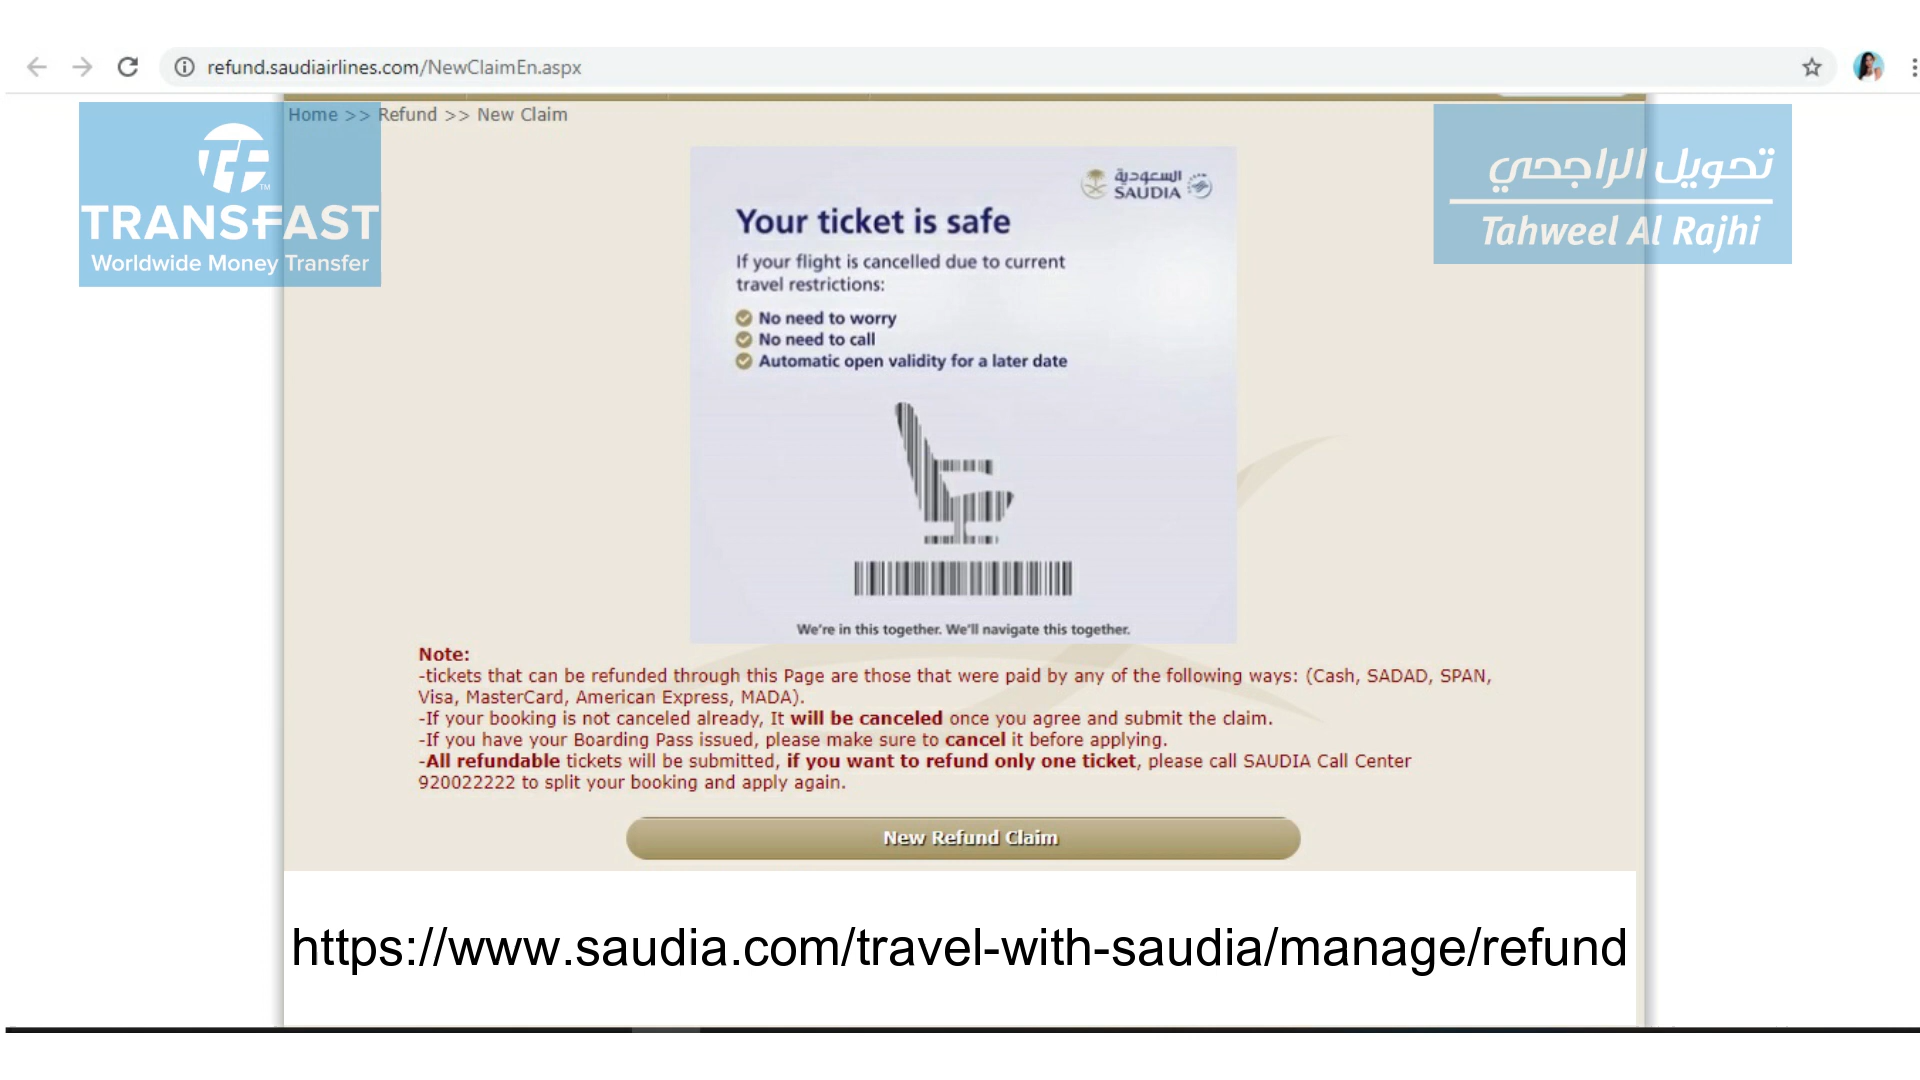 refund.saudiairlines.com/NewClaimEn.aspx
Home >> Refund >> New Claim
TF TM
TRANSFAST
Worldwide Money Transfer
تحويل الراجحي
Tahweel Al Rajhi
السعودية
SAUDIA
Your ticket is safe
If your flight is cancelled due to current
travel restrictions:
No need to worry
No need to call
Automatic open validity for a later date
We're in this together. We'll navigate this together.
Note:
-tickets that can be refunded through this Page are those that were paid by any of the following ways: (Cash, SADAD, SPAN,
Visa, MasterCard, American Express, MADA).
-If your booking is not canceled already, It will be canceled once you agree and submit the claim.
-If you have your Boarding Pass issued, please make sure to cancel it before applying.
-All refundable tickets will be submitted, if you want to refund only one ticket, please call SAUDIA Call Center
920022222 to split your booking and apply again.
New Refund Claim
https://www.saudia.com/travel-with-saudia/manage/refund